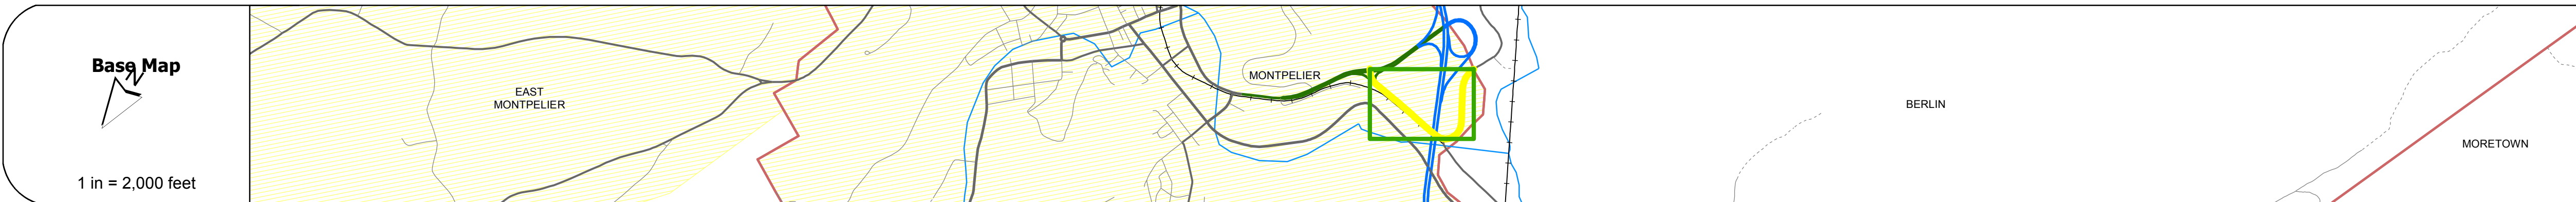 Base Map
N
1 in = 2,000 feet
EAST
MONTPELIER
MONTPELIER
BERLIN
MORETOWN